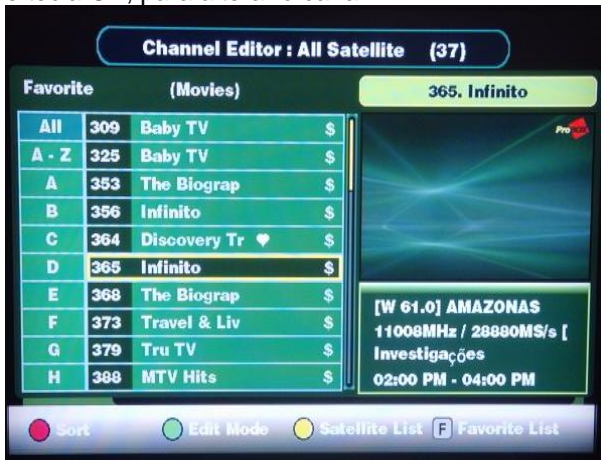 Channel Editor : All Satellite (37)
Favorite (Movies)
365. Infinito
All 309 Baby TV $
A - Z 325 Baby TV $
A 353 The Biograp $
B 356 Infinito $
C 364 Discovery Tr ♥ $
D 365 Infinito $
E 368 The Biograp $
F 373 Travel & Liv $
G 379 Tru TV $
H 388 MTV Hits $
[W 61.0] AMAZONAS
11008MHz / 28880MS/s [
Investigações
02:00 PM - 04:00 PM
Sort Edit Mode Satellite List F Favorite List